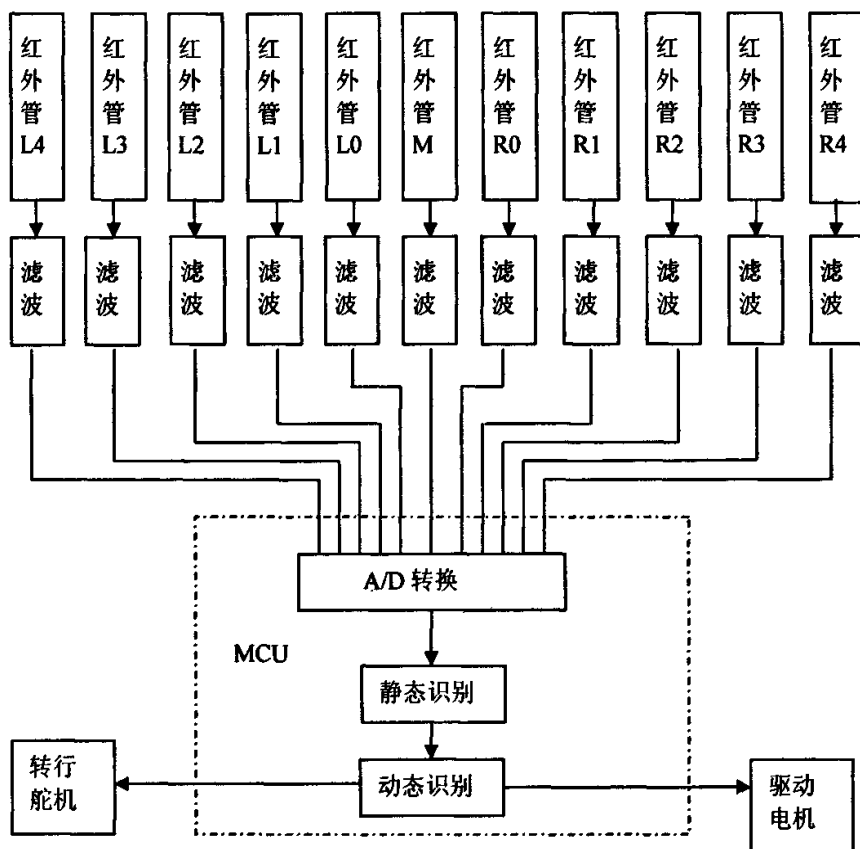 红外管L4
红外管L3
红外管L2
红外管L1
红外管L0
红外管M
红外管R0
红外管R1
红外管R2
红外管R3
红外管R4
滤波
滤波
滤波
滤波
滤波
滤波
滤波
滤波
滤波
滤波
滤波
A/D 转换
MCU
静态识别
动态识别
转行
舵机
驱动
电机